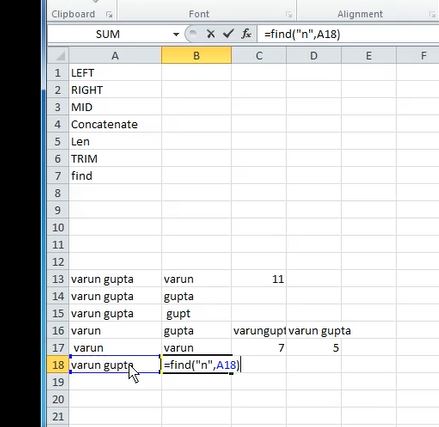 Clipboard Font Alignment
SUM =find("n",A18)
A B C D E F
1 LEFT
2 RIGHT
3 MID
4 Concatenate
5 Len
6 TRIM
7 find
8
9
10
11
12
13 varun gupta varun 11
14 varun gupta gupta
15 varun gupta gupt
16 varun gupta varungupt varun gupta
17 varun varun 7 5
18 varun gupta =find("n",A18)
19
20
21